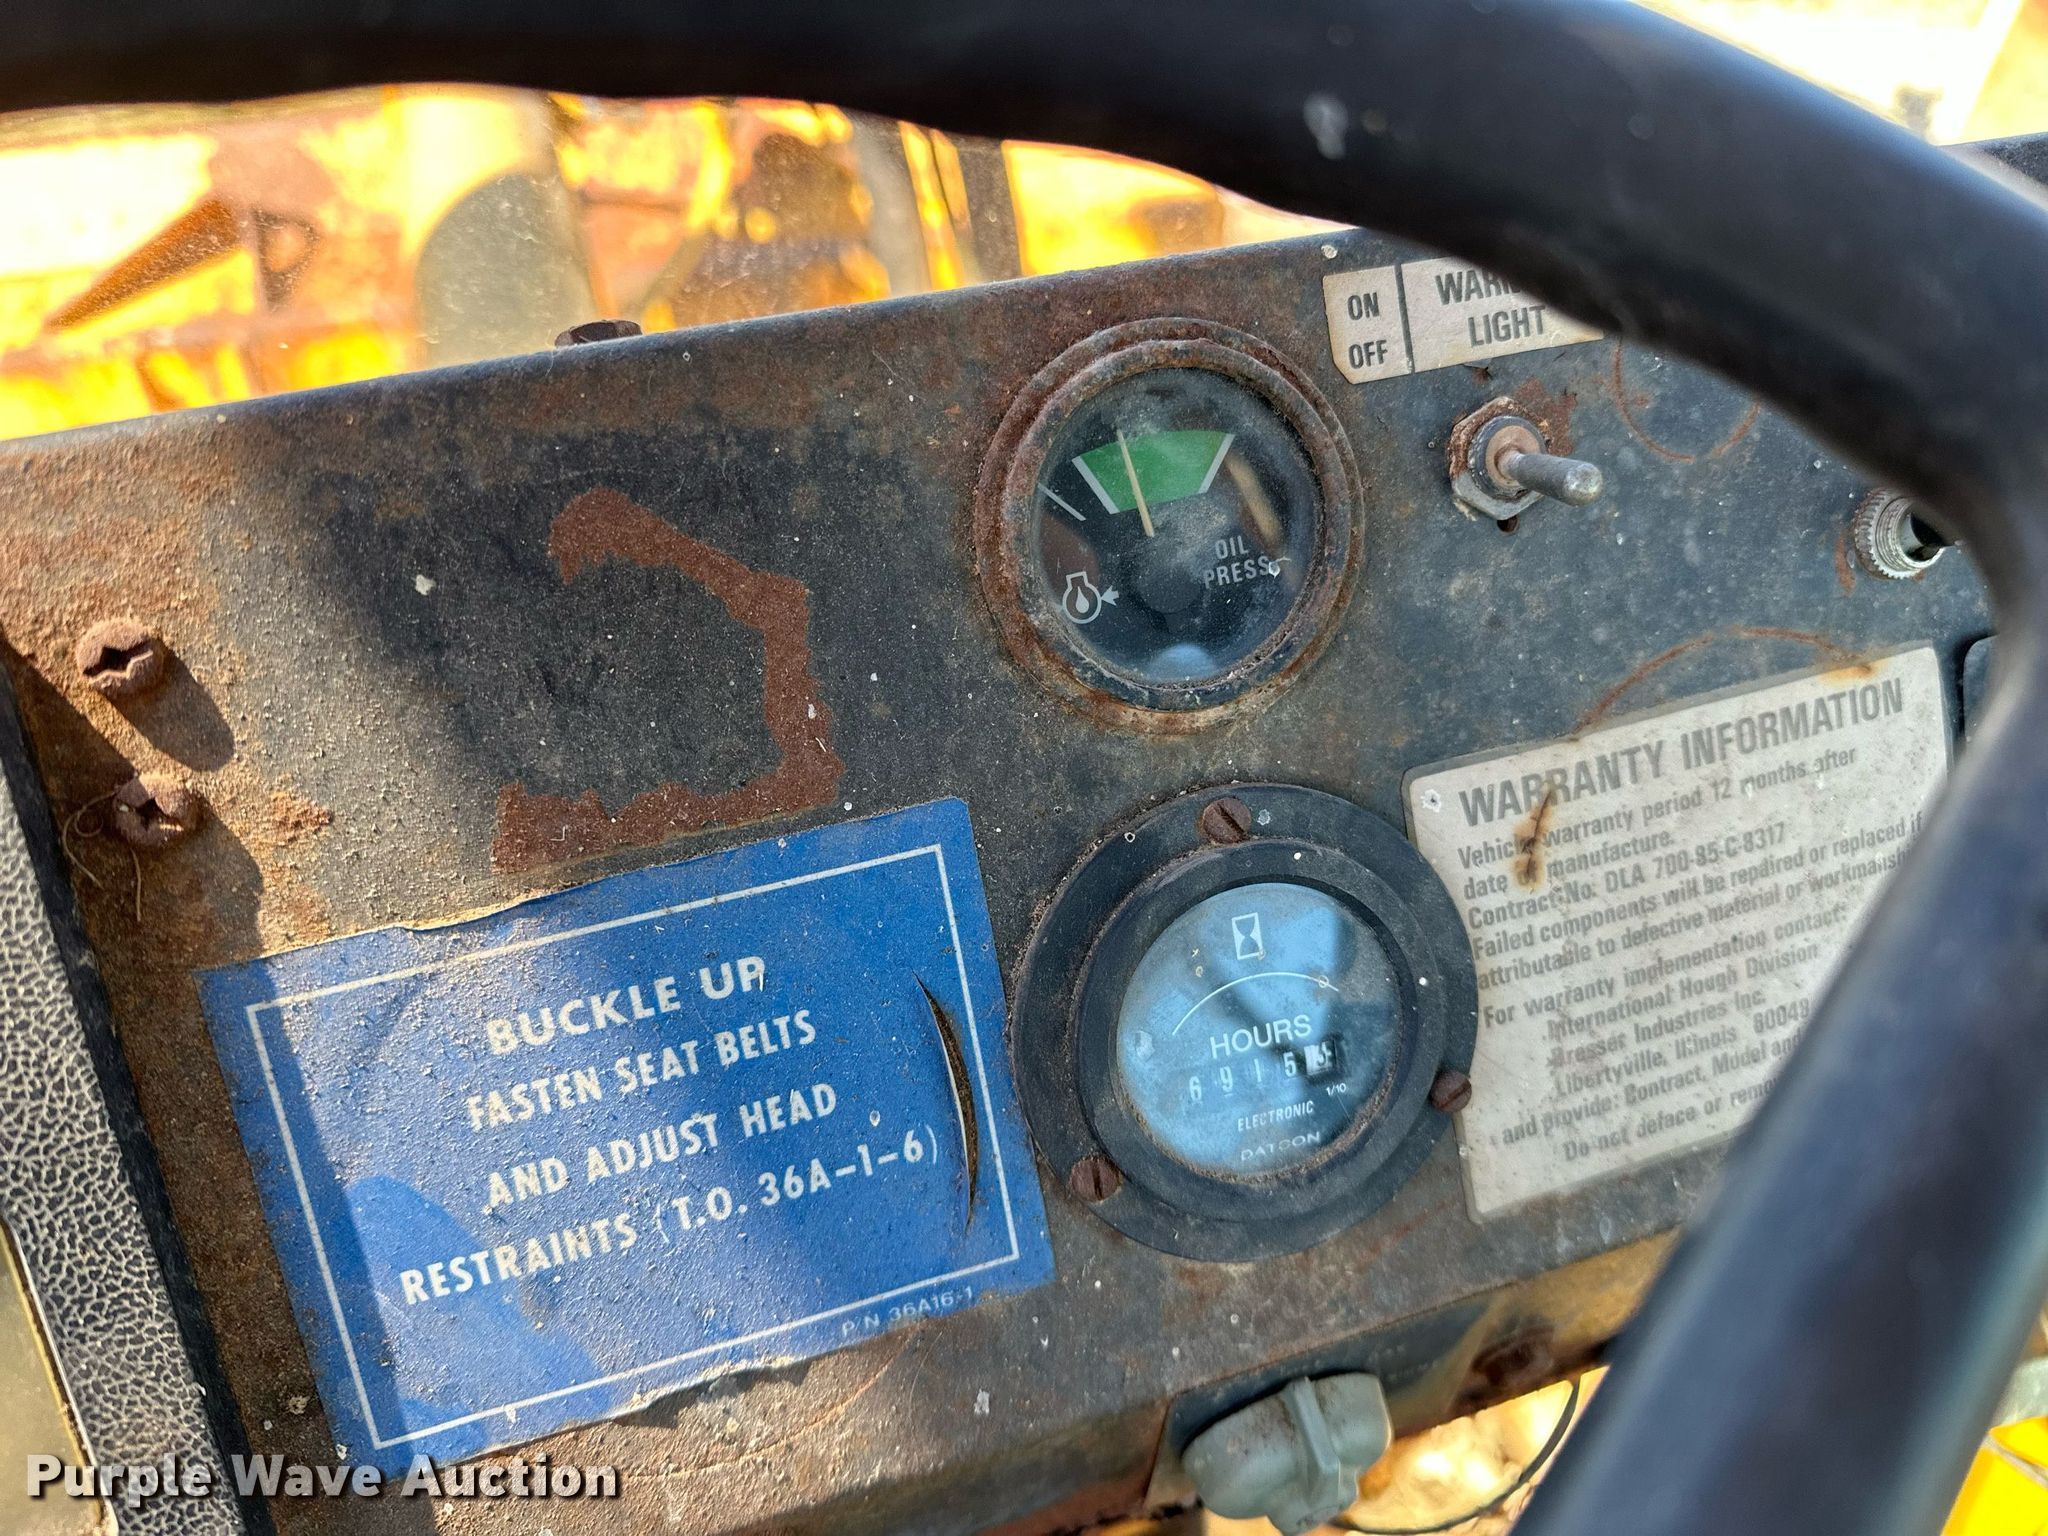 ON
OFF
LIGHT
OIL
PRESS
WARRANTY INFORMATION
Vehicle warranty period 12 months after
date of manufacture.
Contract No: DLA 700-85-C-8317
Failed components will be repaired or replaced if
attributable to defective material or workmanship
For warranty implementation contact:
International Hough Division
Dresser Industries Inc.
Libertyville, Illinois 60048
and provide: Contract, Model and
Do not deface or
HOURS
6915
1/10
ELECTRONIC
DATCON
BUCKLE UP
FASTEN SEAT BELTS
AND ADJUST HEAD
RESTRAINTS (T.O. 36A-1-6)
P/N 36A16-1
Purple Wave Auction